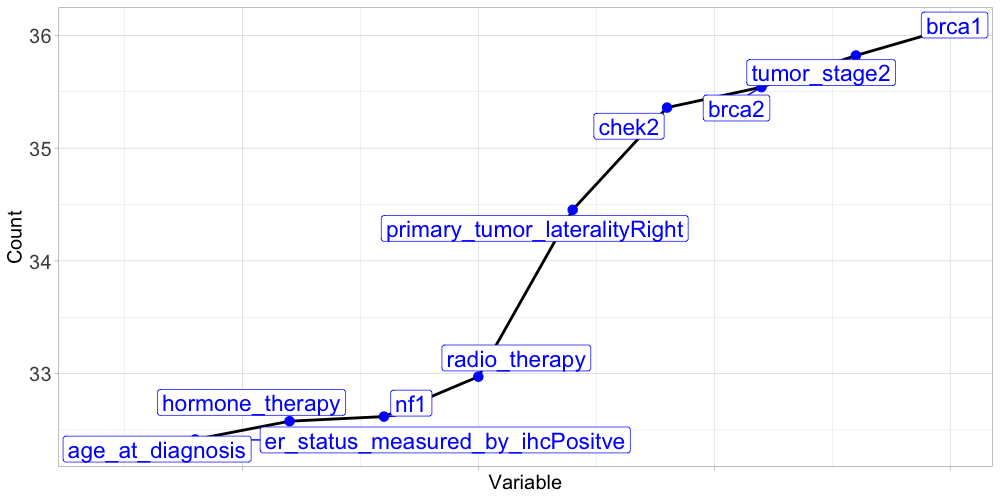 36
brca1
tumor_stage2
brca2
chek2
35
primary_tumor_lateralityRight
34
radio_therapy
33
hormone_therapy
nf1
er_status_measured_by_ihcPositve
age_at_diagnosis
Count
Variable